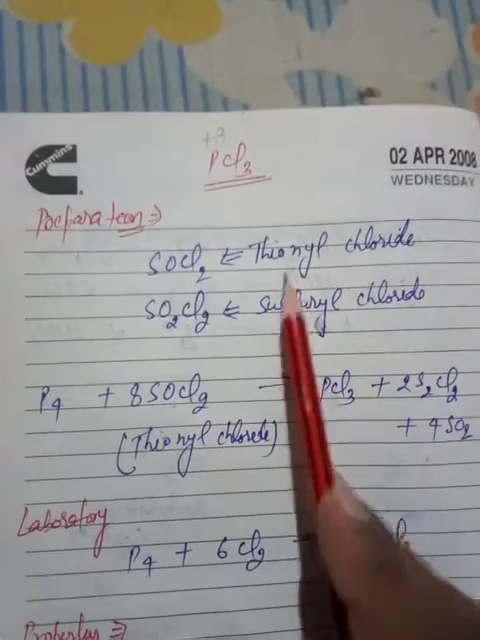 Cummins
+3
PCl₃
02 APR 2008
WEDNESDAY
Preparation ⇒
SOCl₂ ⇐ Thionyl chloride
SO₂Cl₂ ⇐ chloride
P₄ + 8SOCl₂ PCl₃ + 2S₂Cl₂
(Thionyl chloride) + 4SO₂
Laboratory
P₄ + 6Cl₂
Properties ⇒